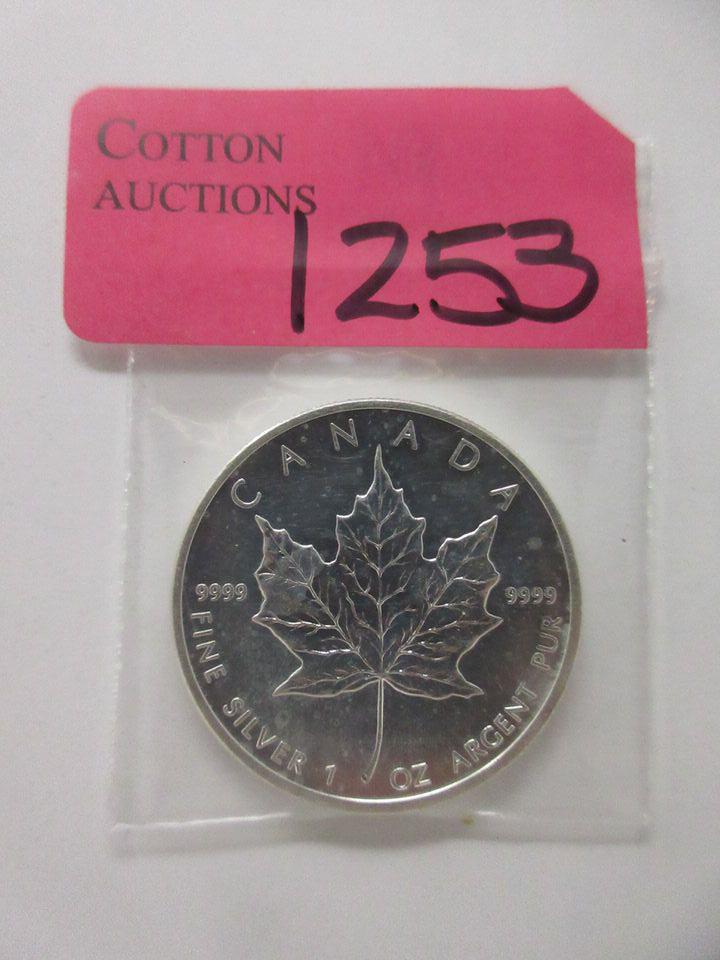 COTTON
AUCTIONS
1253
CANADA
9999 9999
FINE SILVER 1 OZ ARGENT PUR